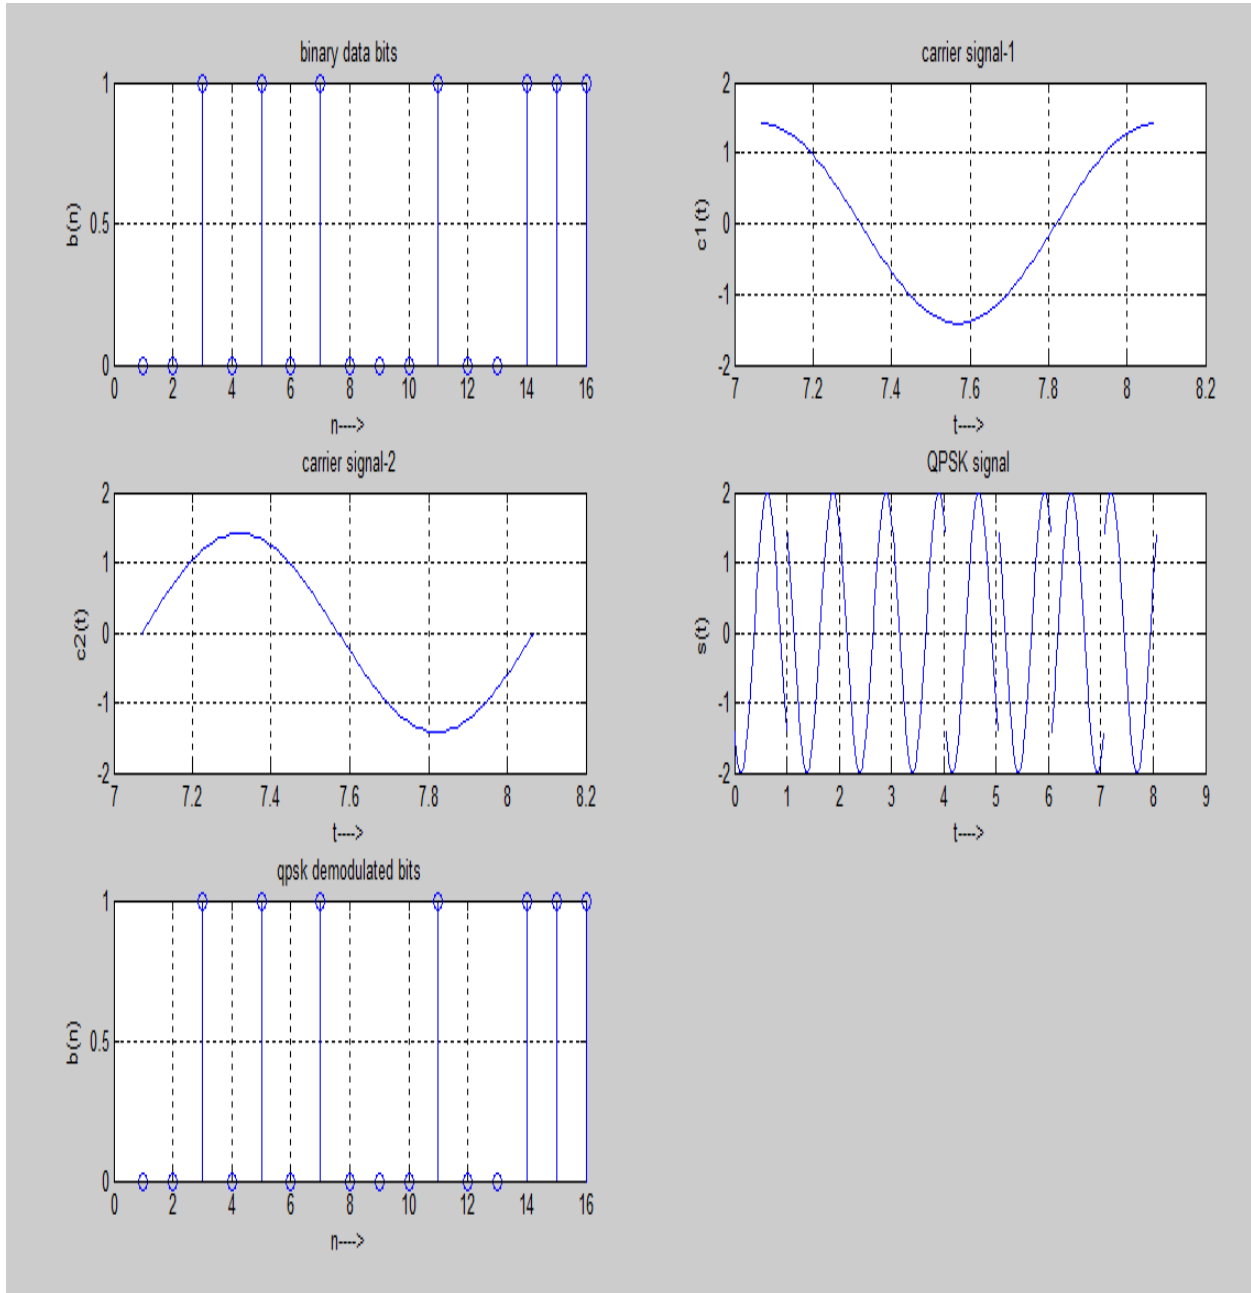 binary data bits
1
0.5
0
b(n)
0 2 4 6 8 10 12 14 16
n---->
carrier signal-1
2
1
0
-1
-2
c1(t)
7 7.2 7.4 7.6 7.8 8 8.2
t---->
carrier signal-2
2
1
0
-1
-2
c2(t)
7 7.2 7.4 7.6 7.8 8 8.2
t---->
QPSK signal
2
1
0
-1
-2
s(t)
0 1 2 3 4 5 6 7 8 9
t---->
qpsk demodulated bits
1
0.5
0
b(n)
0 2 4 6 8 10 12 14 16
n---->